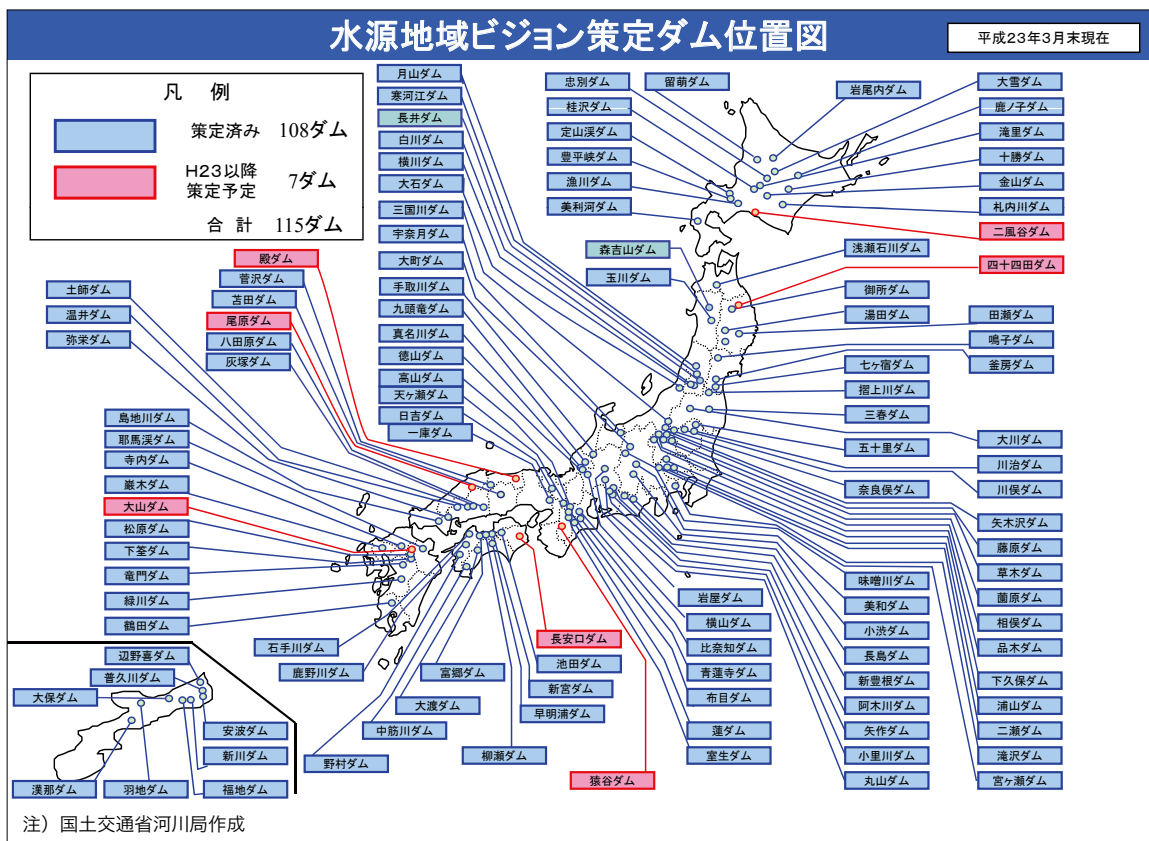 水源地域ビジョン策定ダム位置図
平成23年3月末現在
凡 例
策定済み 108ダム
H23以降
策定予定 7ダム
合 計 115ダム
月山ダム
寒河江ダム
長井ダム
白川ダム
横川ダム
大石ダム
三国川ダム
宇奈月ダム
大町ダム
手取川ダム
九頭竜ダム
真名川ダム
徳山ダム
高山ダム
天ヶ瀬ダム
日吉ダム
一庫ダム
忠別ダム
桂沢ダム
定山渓ダム
豊平峡ダム
漁川ダム
美利河ダム
留萌ダム
岩尾内ダム
大雪ダム
鹿ノ子ダム
滝里ダム
十勝ダム
金山ダム
札内川ダム
二風谷ダム
四十四田ダム
森吉山ダム
玉川ダム
浅瀬石川ダム
御所ダム
湯田ダム
田瀬ダム
鳴子ダム
釜房ダム
七ヶ宿ダム
摺上川ダム
三春ダム
五十里ダム
奈良俣ダム
大川ダム
川治ダム
川俣ダム
矢木沢ダム
藤原ダム
草木ダム
薗原ダム
相俣ダム
品木ダム
下久保ダム
浦山ダム
二瀬ダム
滝沢ダム
宮ヶ瀬ダム
味噌川ダム
美和ダム
小渋ダム
長島ダム
新豊根ダム
阿木川ダム
矢作ダム
小里川ダム
丸山ダム
岩屋ダム
横山ダム
比奈知ダム
青蓮寺ダム
布目ダム
蓮ダム
室生ダム
猿谷ダム
殿ダム
菅沢ダム
苫田ダム
尾原ダム
八田原ダム
灰塚ダム
土師ダム
温井ダム
弥栄ダム
島地川ダム
耶馬渓ダム
寺内ダム
厳木ダム
大山ダム
松原ダム
下筌ダム
竜門ダム
緑川ダム
鶴田ダム
石手川ダム
鹿野川ダム
野村ダム
中筋川ダム
大渡ダム
富郷ダム
柳瀬ダム
早明浦ダム
新宮ダム
池田ダム
長安口ダム
辺野喜ダム
普久川ダム
大保ダム
安波ダム
新川ダム
福地ダム
羽地ダム
漢那ダム
注）国土交通省河川局作成